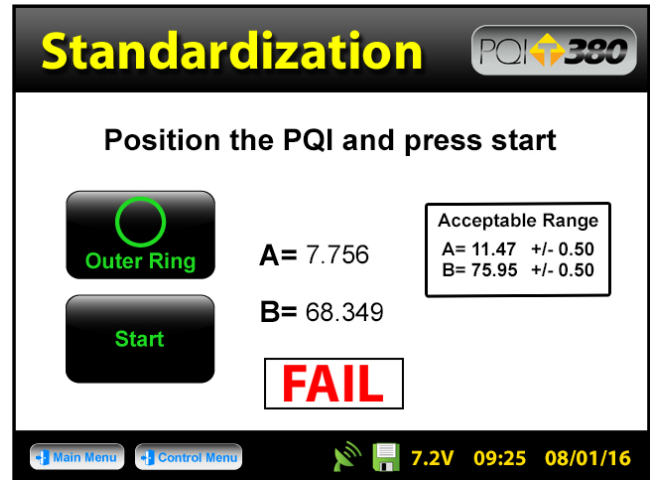 Standardization
PQI T 380
Position the PQI and press start
Outer Ring
A= 7.756
B= 68.349
Acceptable Range
A= 11.47 +/- 0.50
B= 75.95 +/- 0.50
Start
FAIL
Main Menu
Control Menu
7.2V 09:25 08/01/16